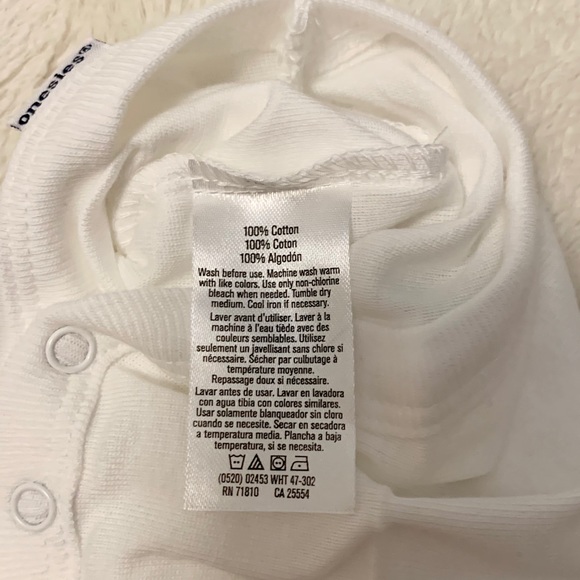 onesies®
100% Cotton
100% Coton
100% Algodón
Wash before use. Machine wash warm
with like colors. Use only non-chlorine
bleach when needed. Tumble dry
medium. Cool iron if necessary.
Laver avant d'utiliser. Laver à la
machine à l'eau tiède avec des
couleurs semblables. Utilisez
seulement un javellisant sans chlore si
nécessaire. Sécher par culbutage à
température moyenne.
Repassage doux si nécessaire.
Lavar antes de usar. Lavar en lavadora
con agua tibia con colores similares.
Usar solamente blanqueador sin cloro
cuando se necesite. Secar en secadora
a temperatura media. Plancha a baja
temperatura, si se necesita.
(0520) 02453 WHT 47-302
RN 71810 CA 25554